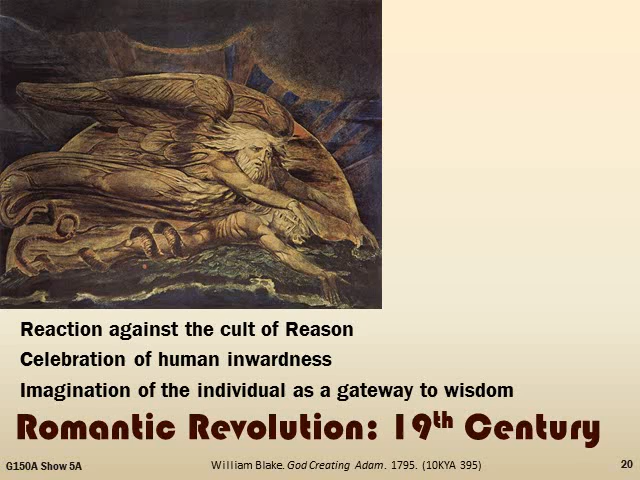 Reaction against the cult of Reason
Celebration of human inwardness
Imagination of the individual as a gateway to wisdom
Romantic Revolution: 19th Century
G150A Show 5A
William Blake. God Creating Adam. 1795. (10KYA 395)
20